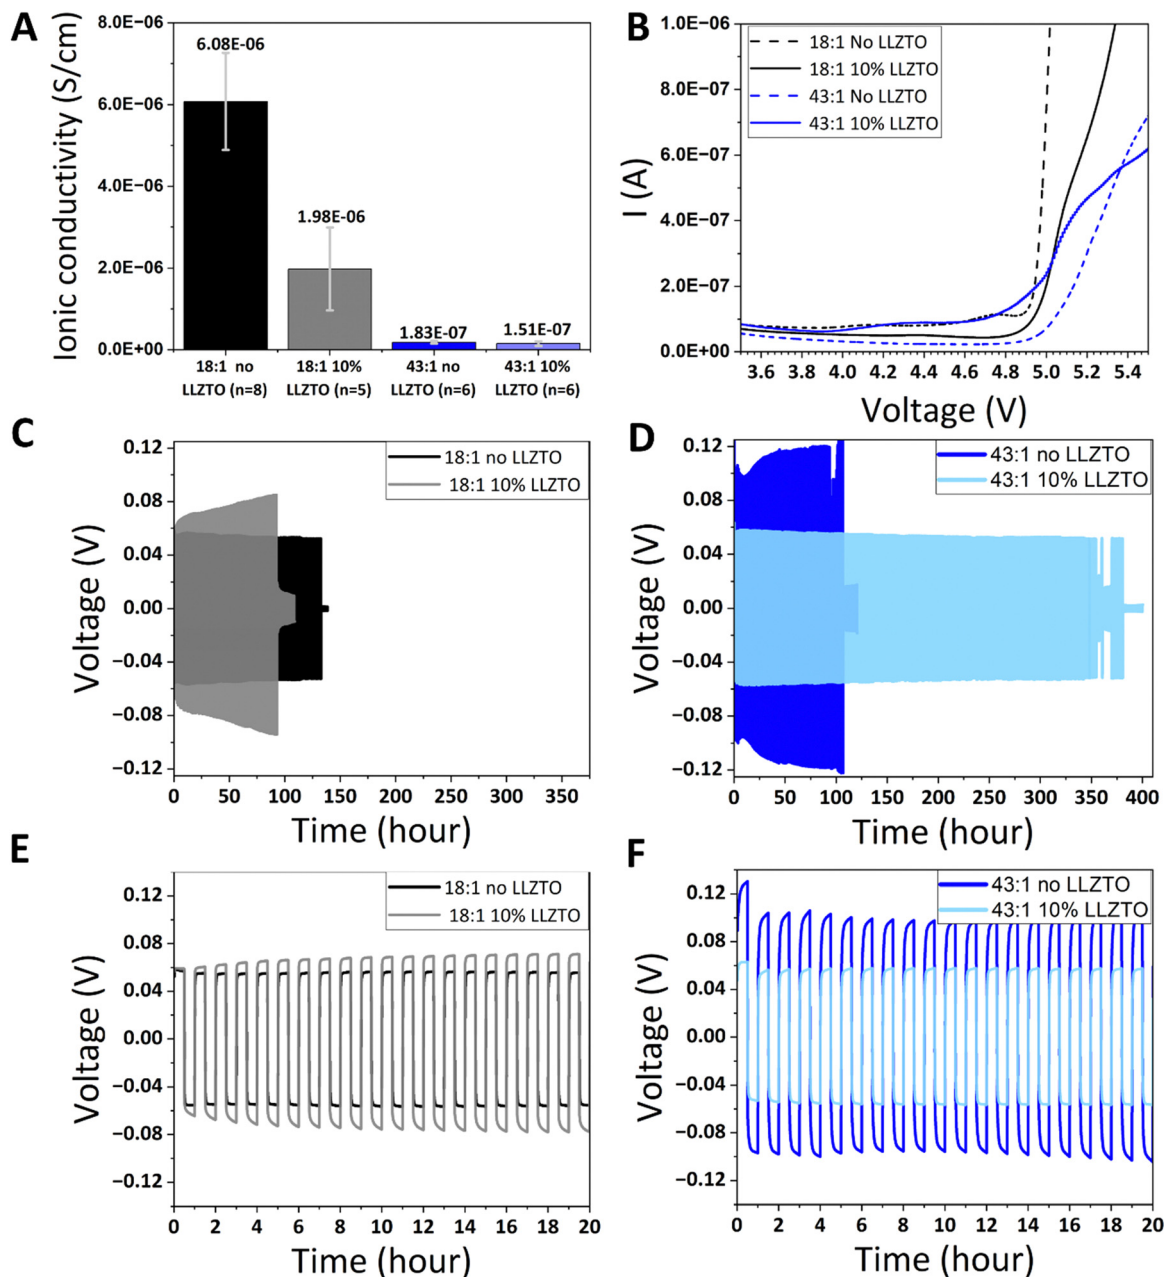 A
Ionic conductivity (S/cm)
8.0E−06
6.0E−06
4.0E−06
2.0E−06
0.0E+00
6.08E-06
1.98E-06
1.83E-07
1.51E-07
18:1 no
LLZTO (n=8)
18:1 10%
LLZTO (n=5)
43:1 no
LLZTO (n=6)
43:1 10%
LLZTO (n=6)
B
I (A)
1.0E−06
8.0E−07
6.0E−07
4.0E−07
2.0E−07
0.0E+00
18:1 No LLZTO
18:1 10% LLZTO
43:1 No LLZTO
43:1 10% LLZTO
3.6 3.8 4.0 4.2 4.4 4.6 4.8 5.0 5.2 5.4
Voltage (V)
C
Voltage (V)
0.12
0.08
0.04
0.00
−0.04
−0.08
−0.12
18:1 no LLZTO
18:1 10% LLZTO
0 50 100 150 200 250 300 350
Time (hour)
D
Voltage (V)
0.12
0.08
0.04
0.00
−0.04
−0.08
−0.12
43:1 no LLZTO
43:1 10% LLZTO
0 50 100 150 200 250 300 350 400
Time (hour)
E
Voltage (V)
0.12
0.08
0.04
0.00
−0.04
−0.08
−0.12
18:1 no LLZTO
18:1 10% LLZTO
0 2 4 6 8 10 12 14 16 18 20
Time (hour)
F
Voltage (V)
0.12
0.08
0.04
0.00
−0.04
−0.08
−0.12
43:1 no LLZTO
43:1 10% LLZTO
0 2 4 6 8 10 12 14 16 18 20
Time (hour)